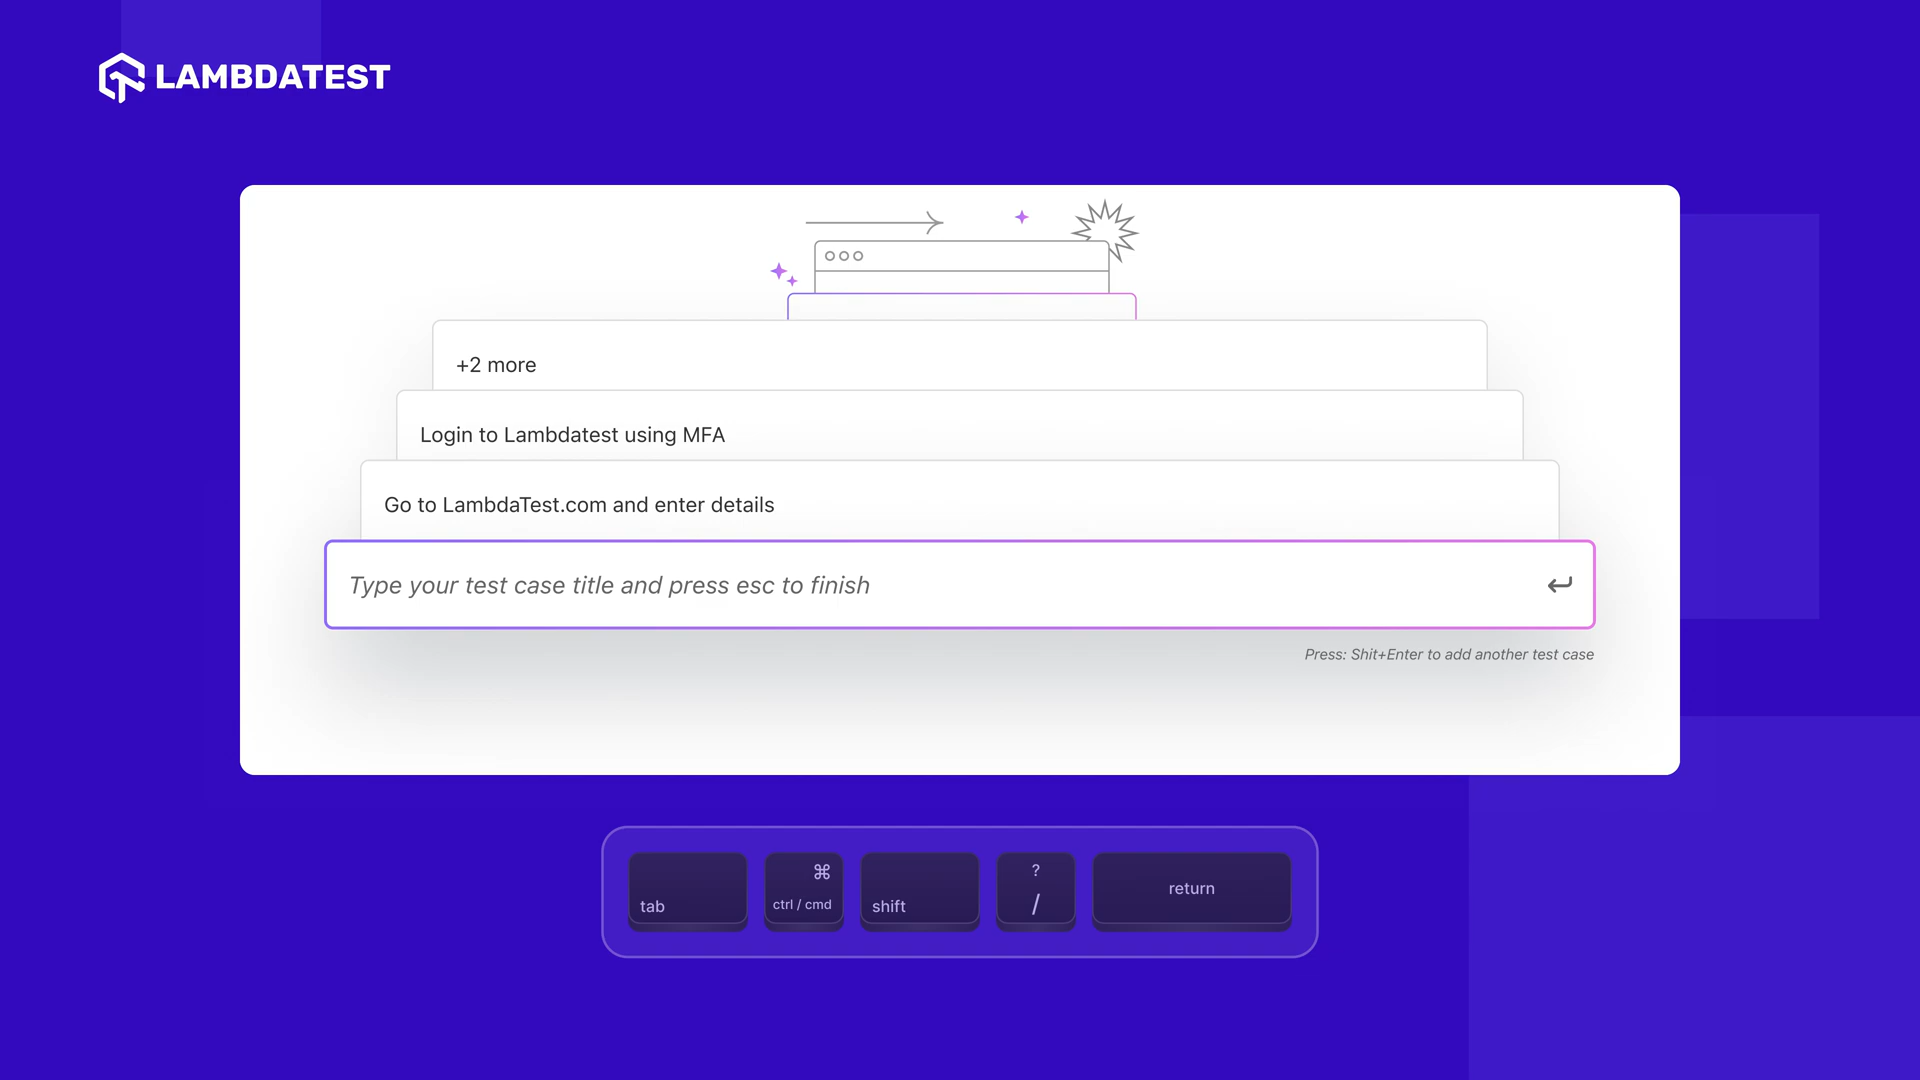 LAMBDATEST
+2 more
Login to Lambdatest using MFA
Go to LambdaTest.com and enter details
Type your test case title and press esc to finish
Press: Shit+Enter to add another test case
tab
⌘
ctrl / cmd
shift
?
/
return